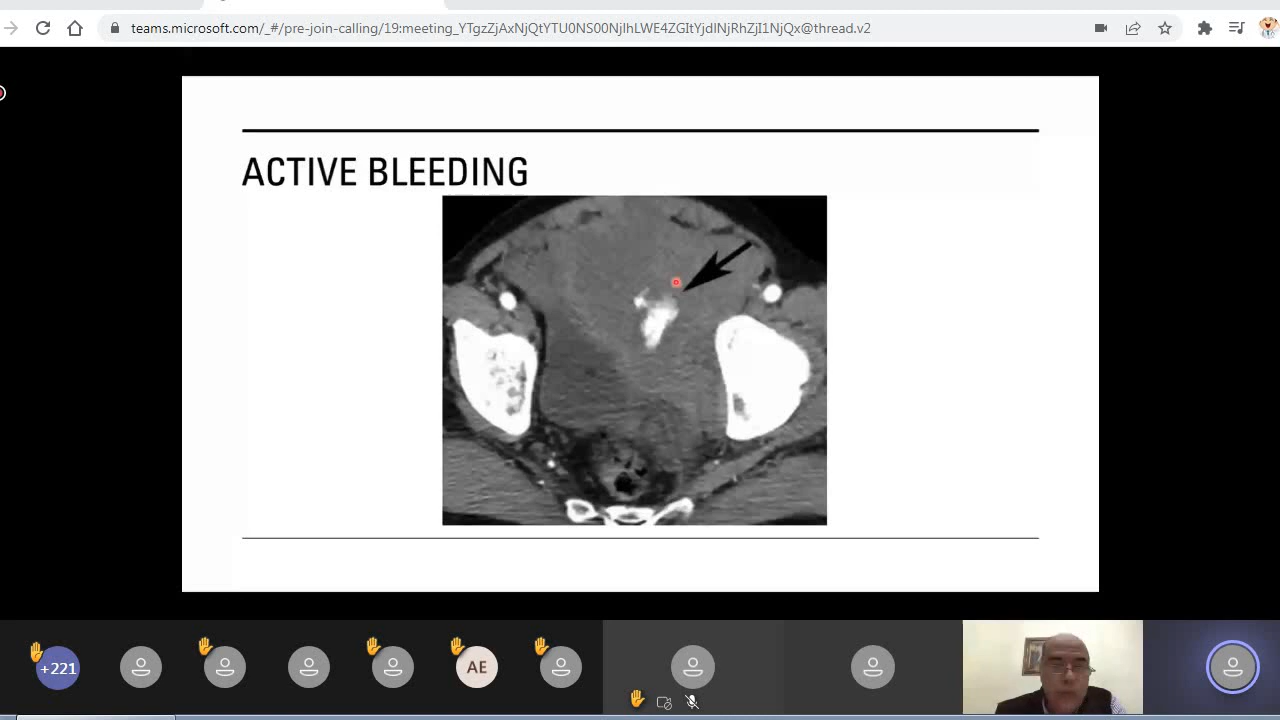 teams.microsoft.com/_#/pre-join-calling/19:meeting_YTgzZjAxNjQtYTU0NS00NjlhLWE4ZGItYjdlNjRhZjI1NjQx@thread.v2
ACTIVE BLEEDING
+221
AE